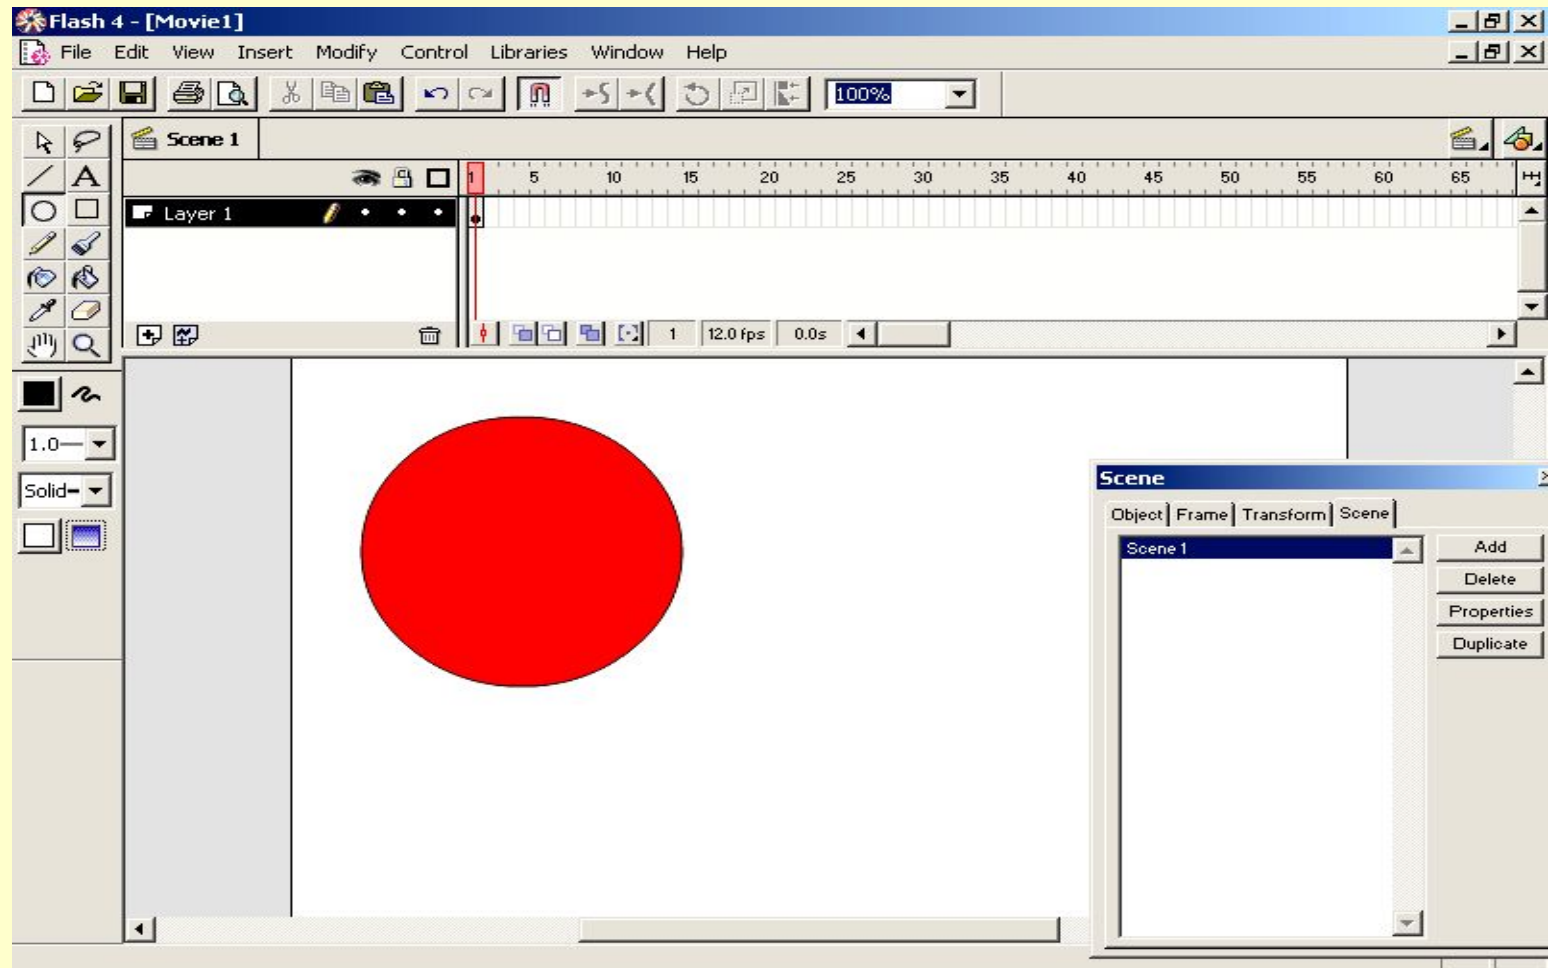 Flash 4 - [Movie1]
File Edit View Insert Modify Control Libraries Window Help
100%
Scene 1
1 5 10 15 20 25 30 35 40 45 50 55 60 65
Layer 1
1 12.0 fps 0.0s
1.0
Solid
Scene
Object Frame Transform Scene
Scene 1
Add
Delete
Properties
Duplicate